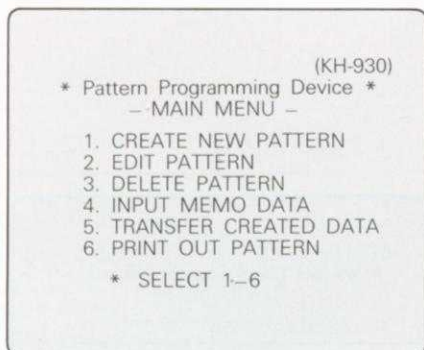 (KH-930)
* Pattern Programming Device *
– MAIN MENU –
1. CREATE NEW PATTERN
2. EDIT PATTERN
3. DELETE PATTERN
4. INPUT MEMO DATA
5. TRANSFER CREATED DATA
6. PRINT OUT PATTERN
* SELECT 1–6